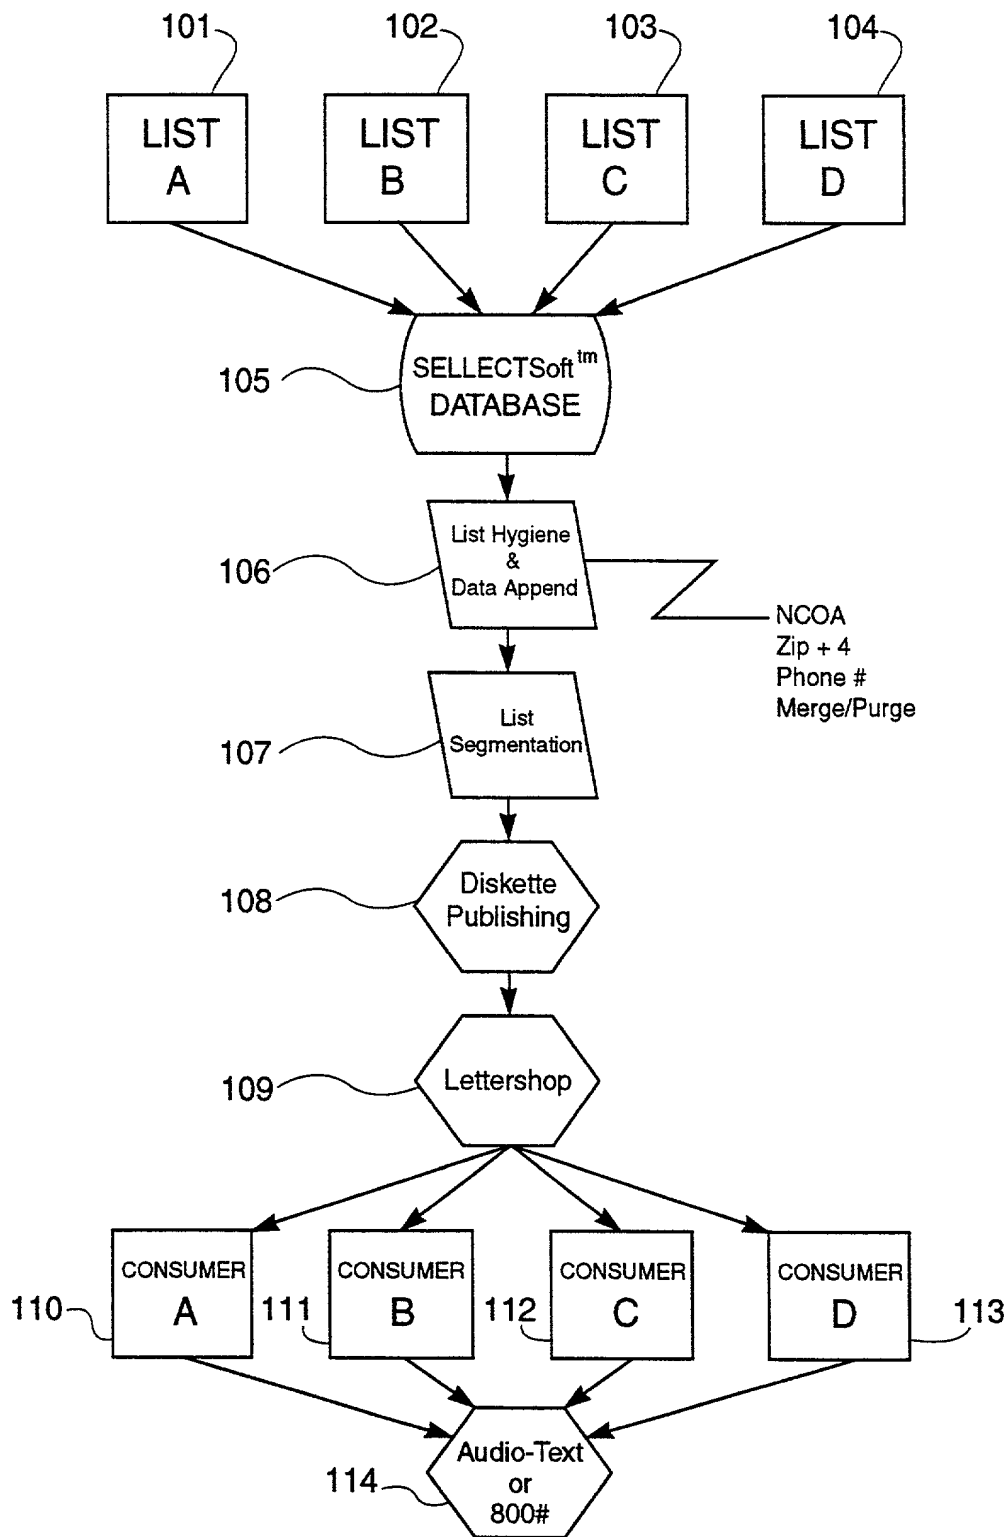 101
102
103
104
LIST
A
LIST
B
LIST
C
LIST
D
105
SELLECTSoft™
DATABASE
106
List Hygiene
&
Data Append
NCOA
Zip + 4
Phone #
Merge/Purge
107
List
Segmentation
108
Diskette
Publishing
109
Lettershop
110
CONSUMER
A
111
CONSUMER
B
112
CONSUMER
C
CONSUMER
D
113
114
Audio-Text
or
800#